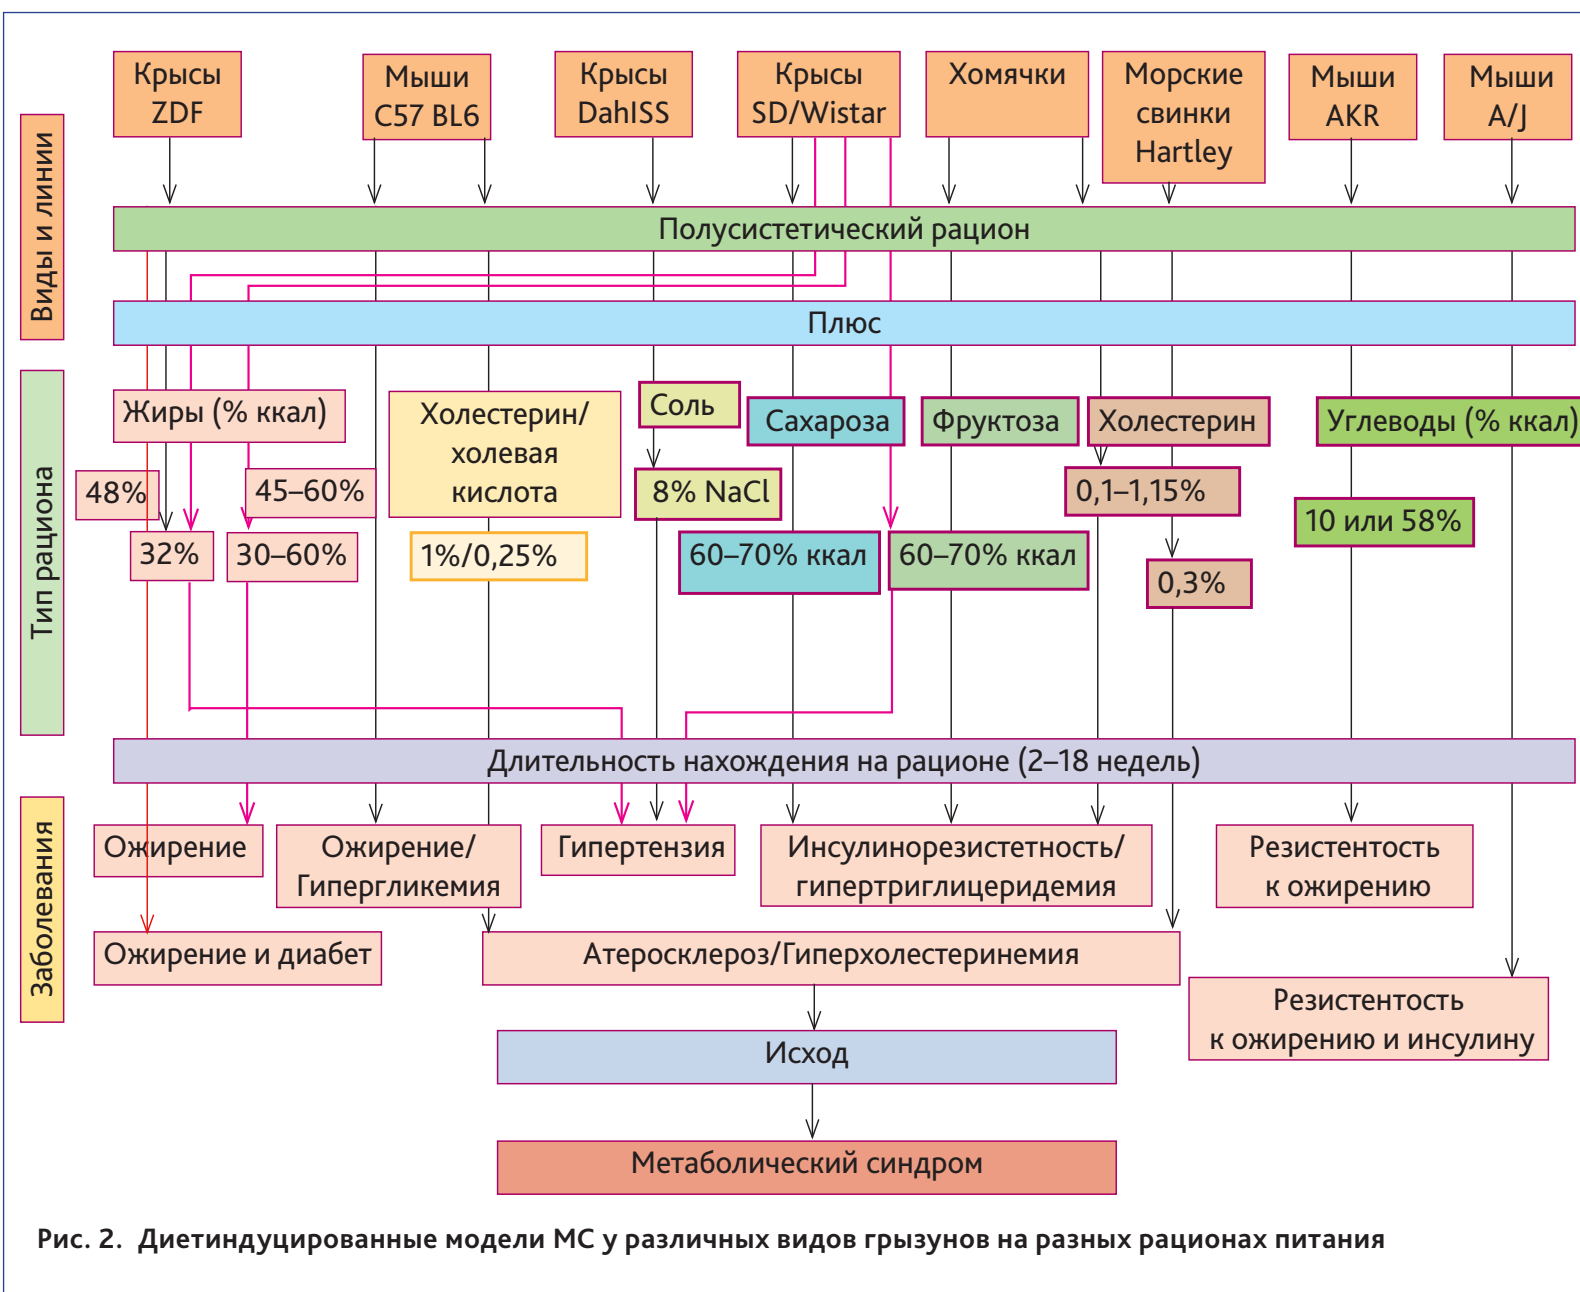 Крысы
ZDF
Мыши
C57 BL6
Крысы
DahISS
Крысы
SD/Wistar
Хомячки
Морские
свинки
Hartley
Мыши
AKR
Мыши
A/J
Виды и линии
Полусистетический рацион
Плюс
Тип рациона
Жиры (% ккал)
Холестерин/
холевая
кислота
Соль
Сахароза
Фруктоза
Холестерин
Углеводы (% ккал)
48%
45–60%
8% NaCl
0,1–1,15%
10 или 58%
32%
30–60%
1%/0,25%
60–70% ккал
60–70% ккал
0,3%
Длительность нахождения на рационе (2–18 недель)
Заболевания
Ожирение
Ожирение/
Гипергликемия
Гипертензия
Инсулинорезистетность/
гипертриглицеридемия
Резистентость
к ожирению
Ожирение и диабет
Атеросклероз/Гиперхолестеринемия
Резистентость
к ожирению и инсулину
Исход
Метаболический синдром
Рис. 2. Диетиндуцированные модели МС у различных видов грызунов на разных рационах питания